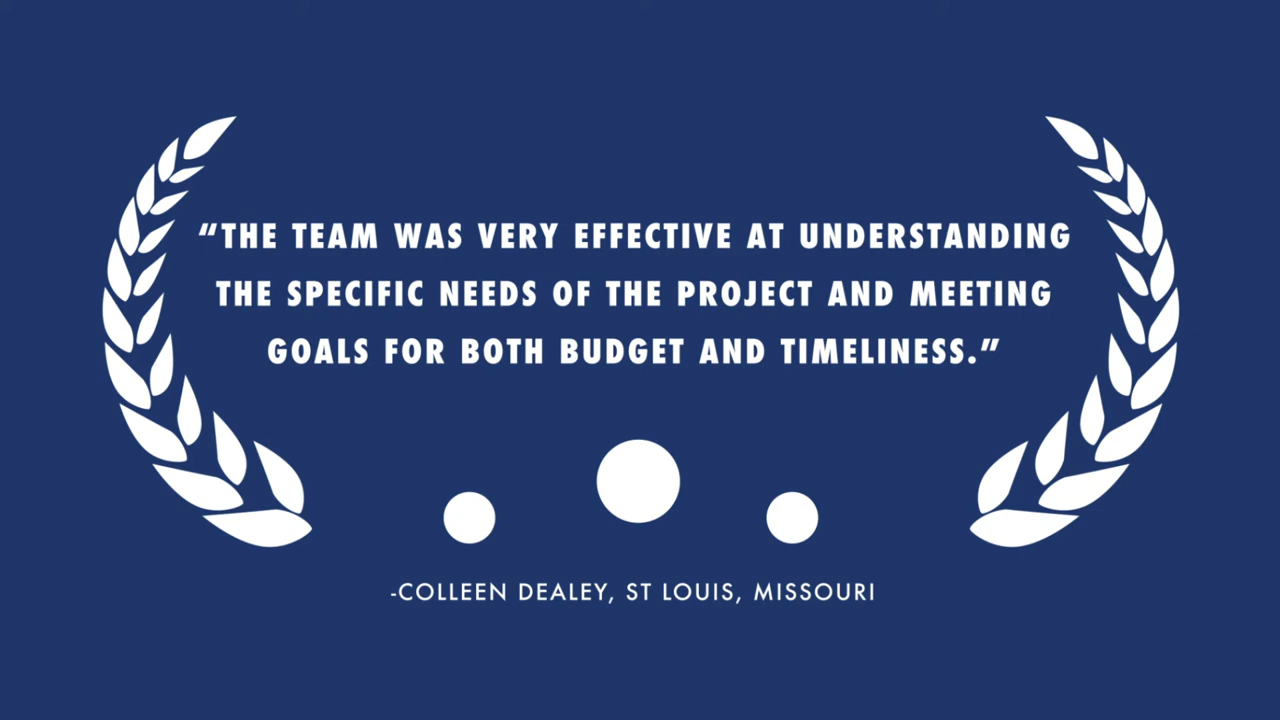 “THE TEAM WAS VERY EFFECTIVE AT UNDERSTANDING
THE SPECIFIC NEEDS OF THE PROJECT AND MEETING
GOALS FOR BOTH BUDGET AND TIMELINESS.”
-COLLEEN DEALEY, ST LOUIS, MISSOURI